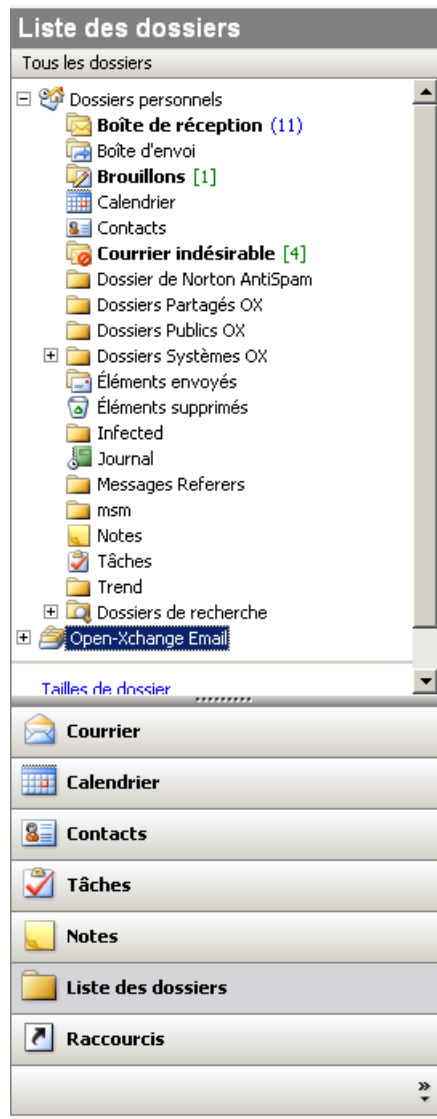 Liste des dossiers
Tous les dossiers
Dossiers personnels
Boîte de réception (11)
Boîte d'envoi
Brouillons [1]
Calendrier
Contacts
Courrier indésirable [4]
Dossier de Norton AntiSpam
Dossiers Partagés OX
Dossiers Publics OX
Dossiers Systèmes OX
Éléments envoyés
Éléments supprimés
Infected
Journal
Messages Referers
msm
Notes
Tâches
Trend
Dossiers de recherche
Open-Xchange Email
Tailles de dossier
Courrier
Calendrier
Contacts
Tâches
Notes
Liste des dossiers
Raccourcis